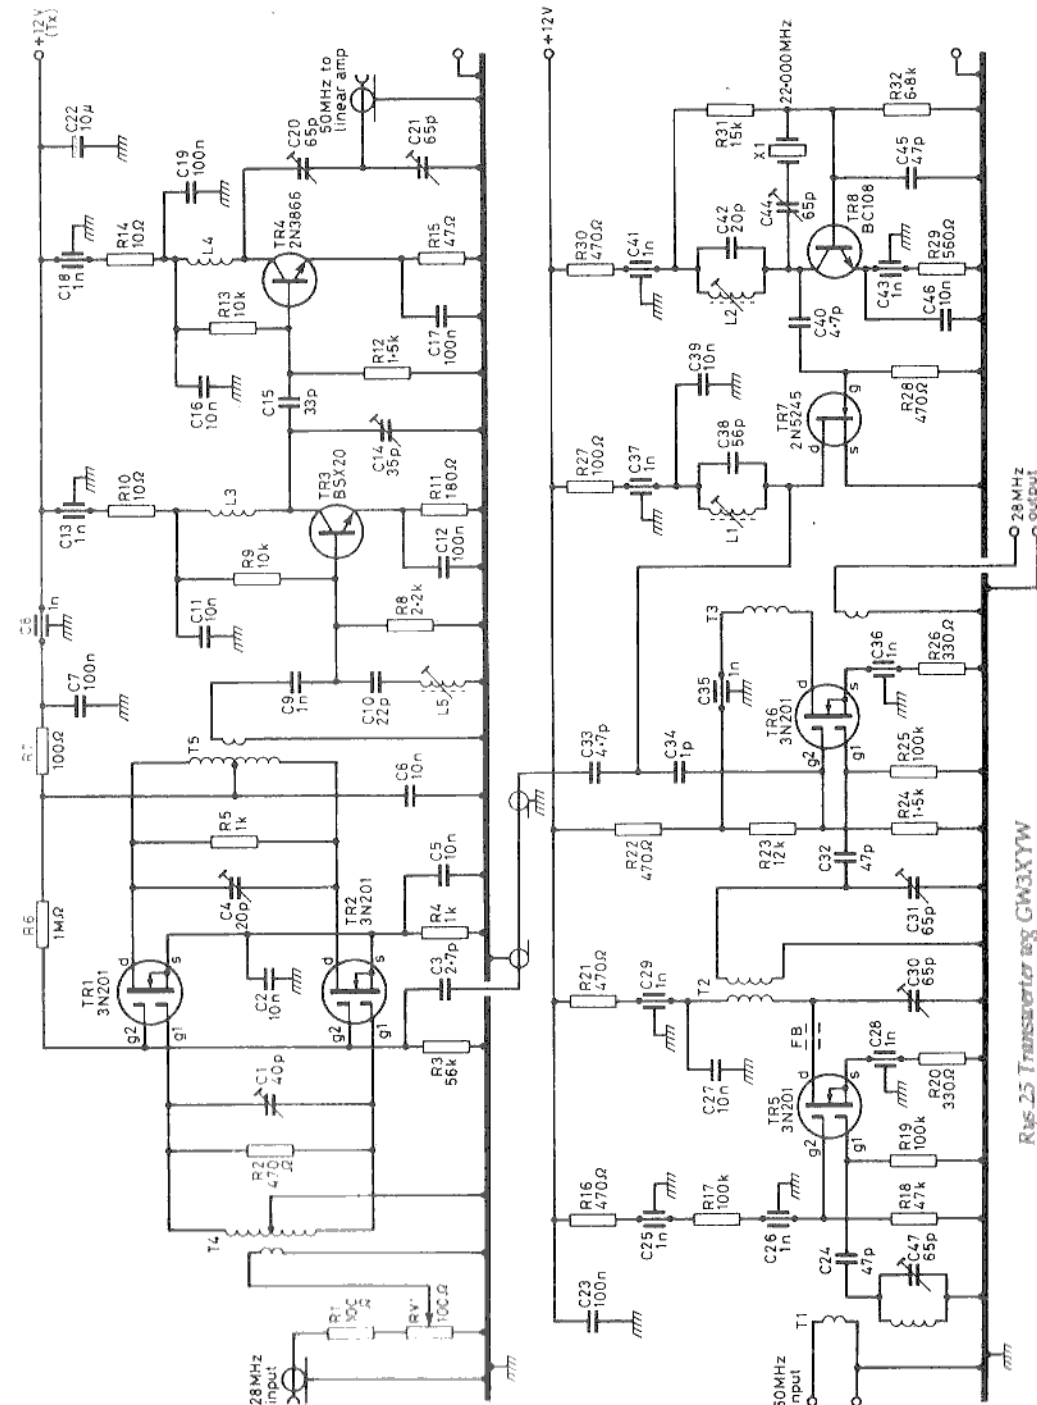 +12V
(Tx)
C22
10μ
C19
100n
C18
1n
R14
10Ω
L4
R13
10k
C16
10n
C20
65p
50MHz to
linear amp
C21
65p
TR4
2N3866
R15
47Ω
C17
100n
R12
1·5k
C15
33p
C14
35p
C13
1n
R10
10Ω
L3
R9
10k
C11
10n
TR3
BSX20
R11
180Ω
C12
100n
R8
2·2k
C9
1n
C10
22p
L5
C8
1n
C7
100n
R7
100Ω
T5
R5
1k
C6
10n
C4
20p
C5
10n
R6
1MΩ
TR1
3N201
d
s
g2
g1
C2
10n
TR2
3N201
d
s
g2
g1
R4
1k
C3
2·7p
R3
56k
C1
40p
R2
470
Ω
T4
R1
RV1
100Ω
28MHz
input
+12V
R31
15k
X1
22·000MHz
R32
6·8k
C45
47p
C44
65p
C42
20p
L2
R30
470Ω
C41
1n
TR8
BC108
C43
1n
R29
560Ω
C46
10n
C40
4·7p
C39
10n
R27
100Ω
C37
1n
C38
56p
L1
TR7
2N5245
d
g
s
R28
470Ω
28MHz
output
T3
C35
1n
TR6
3N201
d
s
g2
g1
C36
1n
R26
330Ω
R25
100k
R24
1·5k
C33
4·7p
C34
1p
R22
470Ω
R23
12k
C32
47p
C31
65p
R21
470Ω
C29
1n
T2
C30
65p
C27
10n
FB
TR5
3N201
d
s
g2
g1
C28
1n
R20
330Ω
R19
100k
R18
47k
R16
470Ω
C25
1n
R17
100k
C26
1n
C24
47p
C47
65p
C23
100n
T1
50MHz
input
Rys 25 Transwerter wg GW3XYW